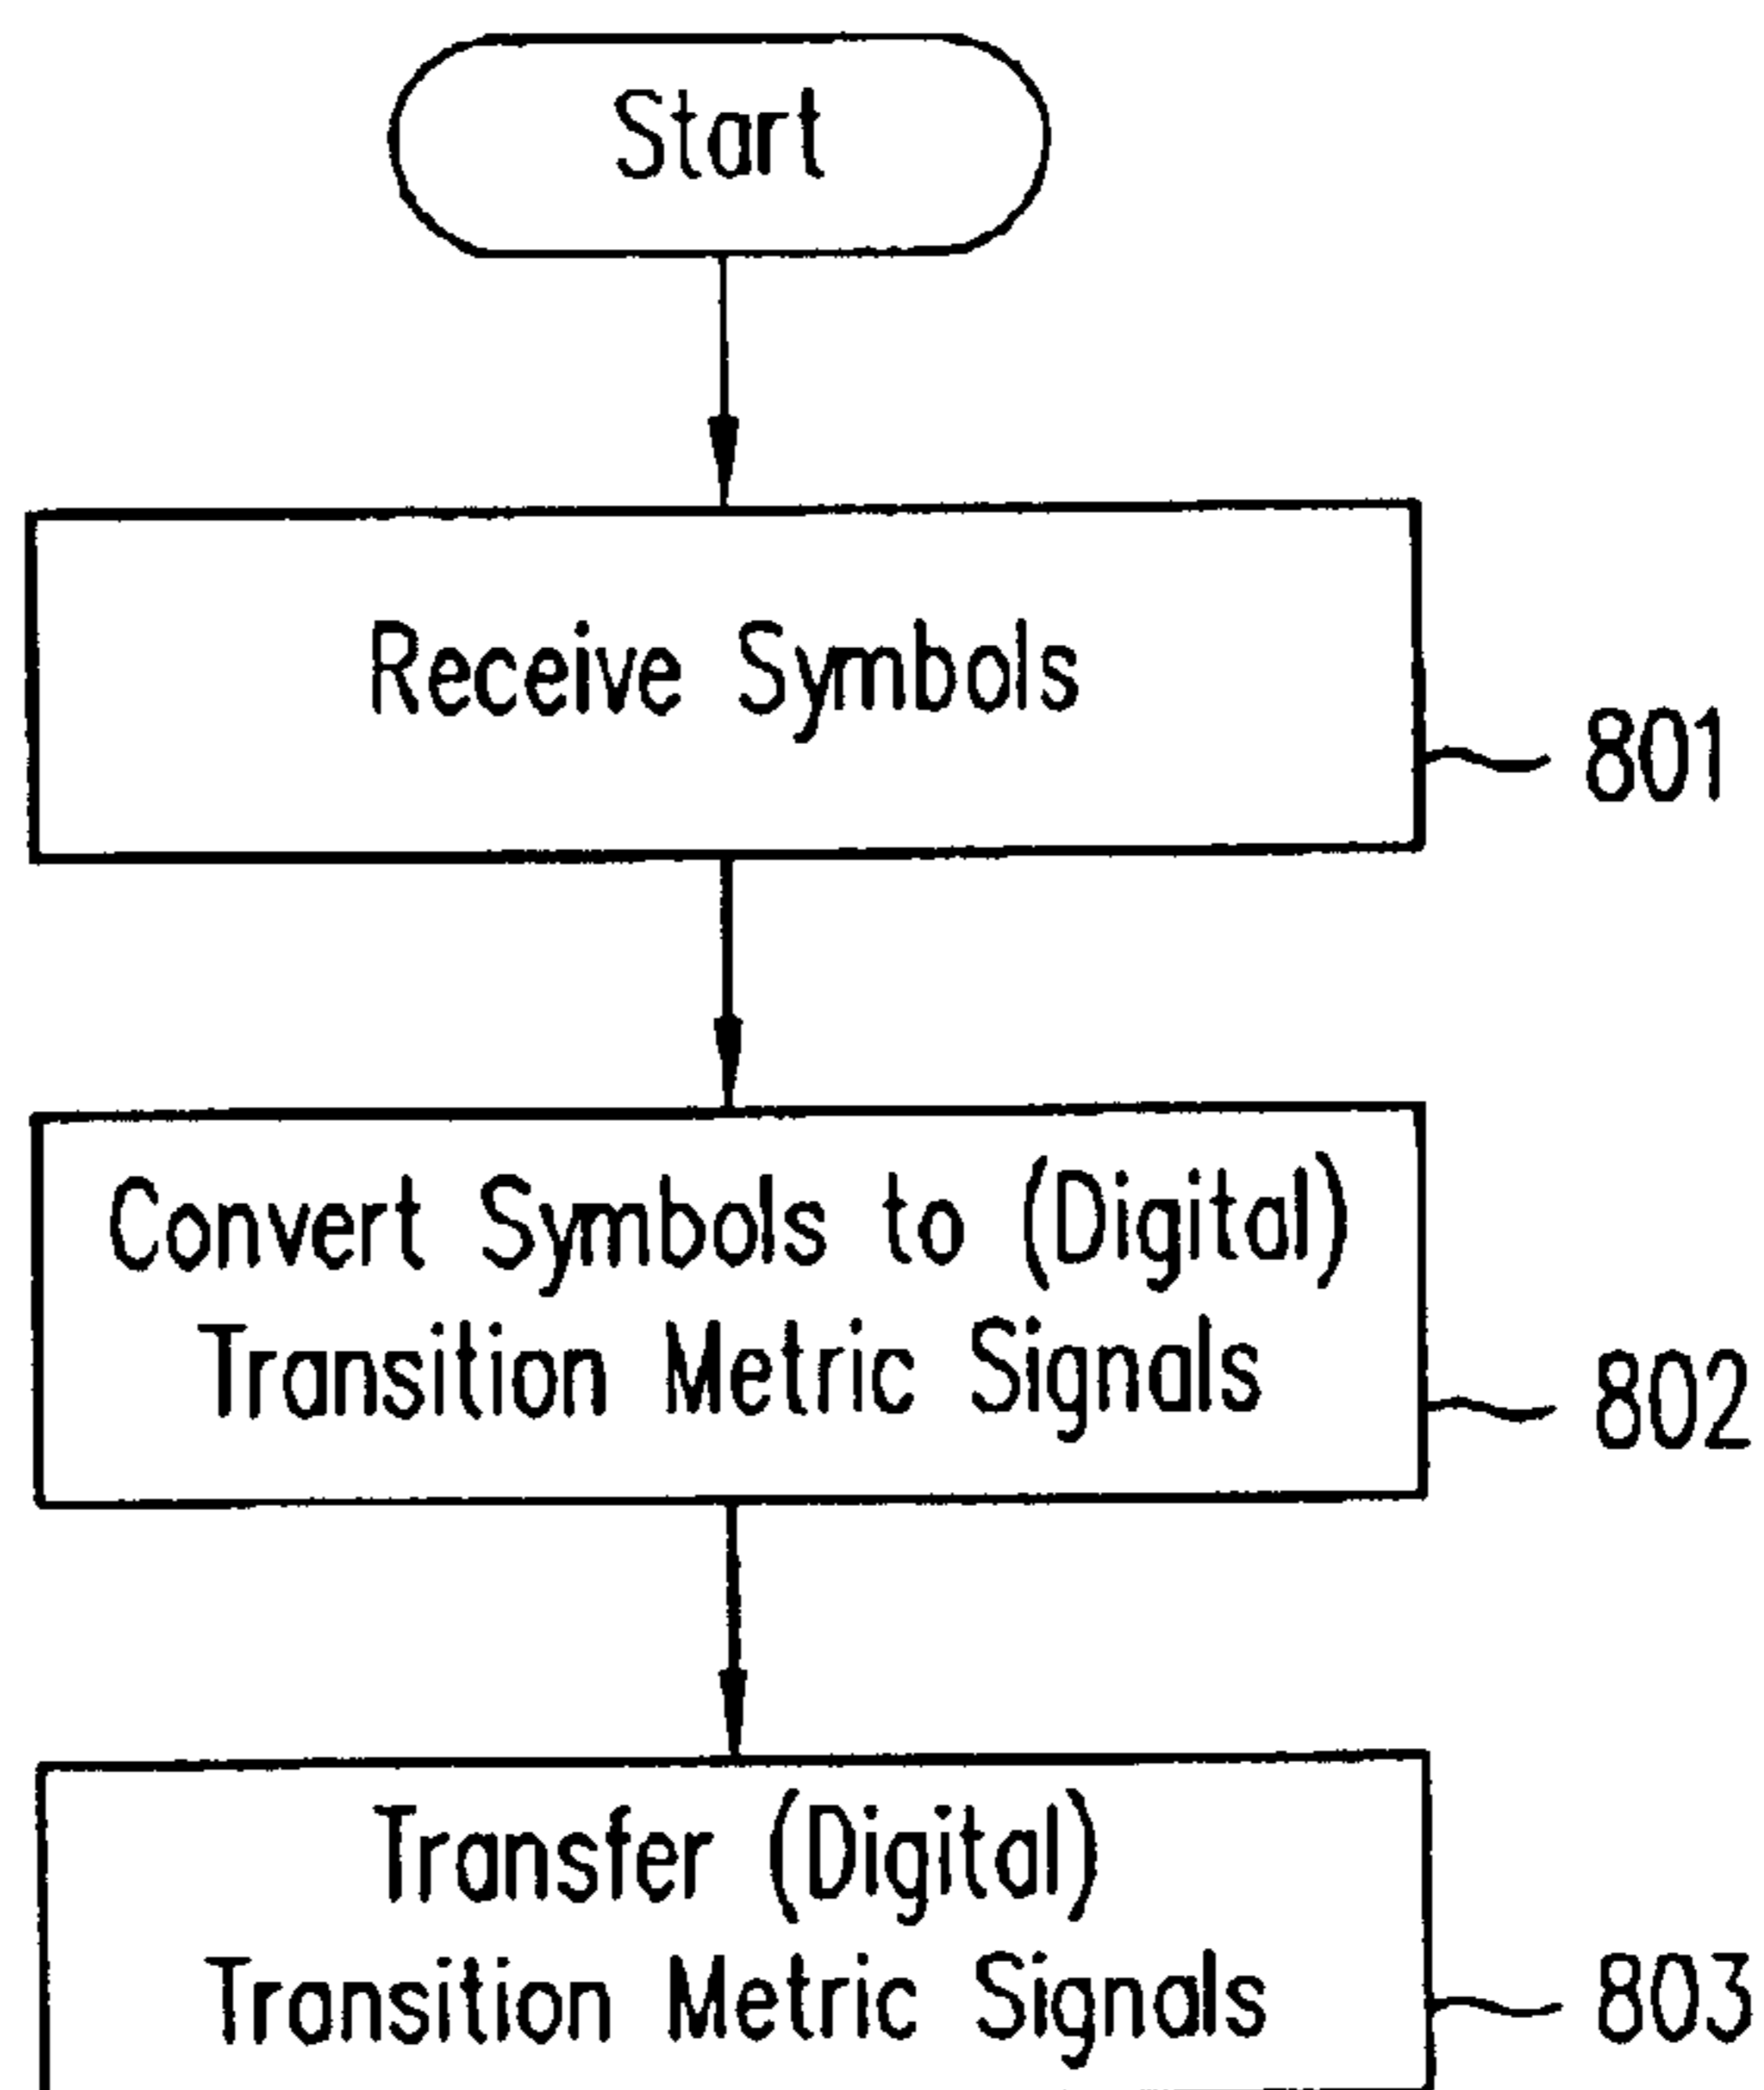 Start
Receive Symbols
801
Convert Symbols to (Digital)
Transition Metric Signals
802
Transfer (Digital)
Transition Metric Signals
803